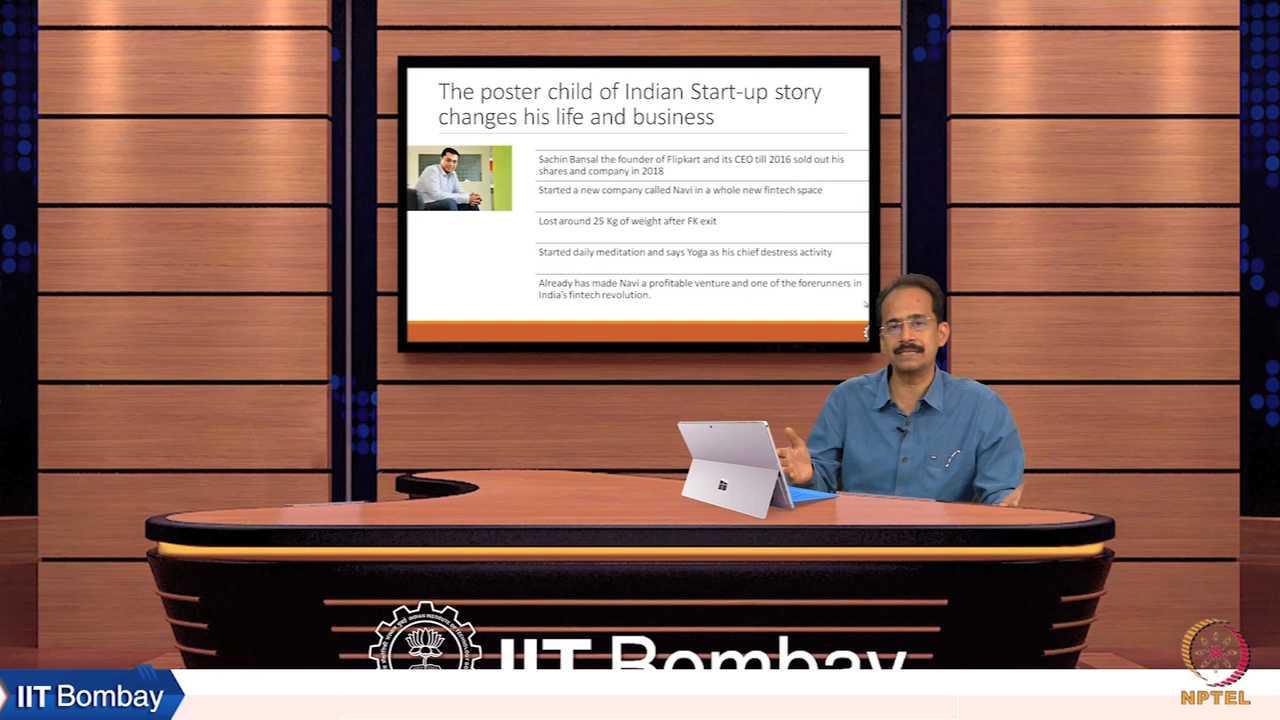 The poster child of Indian Start-up story
changes his life and business
Sachin Bansal the founder of Flipkart and its CEO till 2016 sold out his
shares and company in 2018
Started a new company called Navi in a whole new fintech space
Lost around 25 Kg of weight after FK exit
Started daily meditation and says Yoga as his chief destress activity
Already has made Navi a profitable venture and one of the forerunners in
India's fintech revolution.
IIT Bombay
IIT Bombay
NPTEL